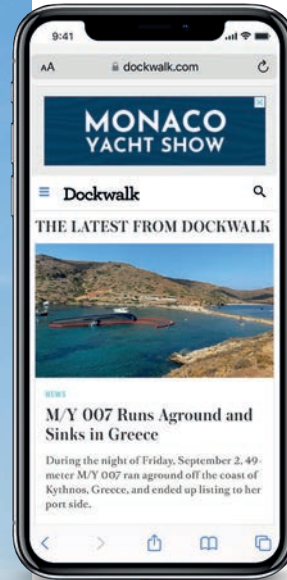 9:41
AA
dockwalk.com
MONACO
YACHT SHOW
Dockwalk
THE LATEST FROM DOCKWALK
NEWS
M/Y 007 Runs Aground and
Sinks in Greece
During the night of Friday, September 2, 49-
meter M/Y 007 ran aground off the coast of
Kythnos, Greece, and ended up listing to her
port side.